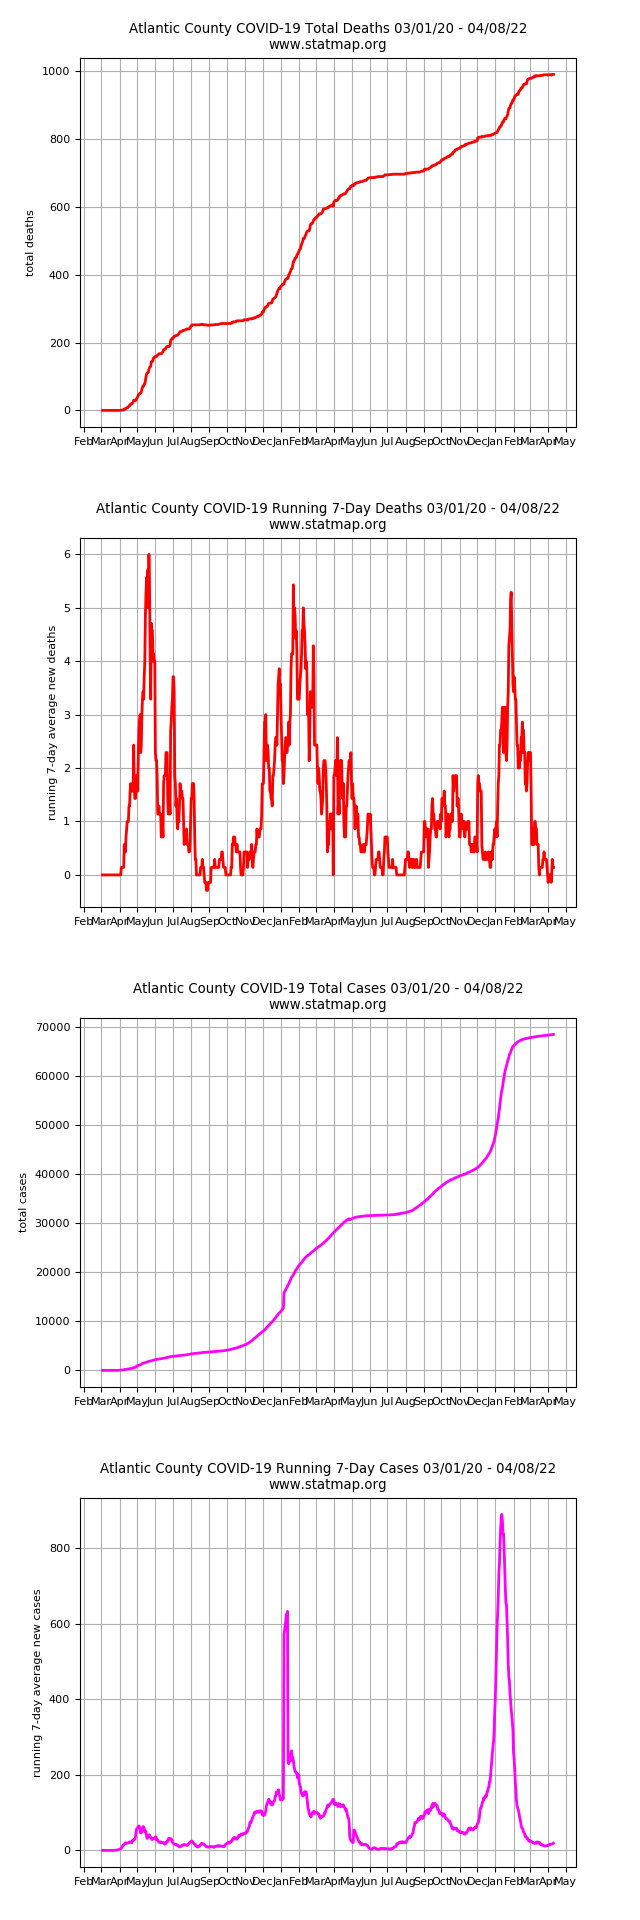 Atlantic County COVID-19 Total Deaths 03/01/20 - 04/08/22
www.statmap.org
1000
800
600
400
200
0
total deaths
Feb Mar Apr May Jun Jul Aug Sep Oct Nov Dec Jan Feb Mar Apr May Jun Jul Aug Sep Oct Nov Dec Jan Feb Mar Apr May
Atlantic County COVID-19 Running 7-Day Deaths 03/01/20 - 04/08/22
www.statmap.org
6
5
4
3
2
1
0
running 7-day average new deaths
Feb Mar Apr May Jun Jul Aug Sep Oct Nov Dec Jan Feb Mar Apr May Jun Jul Aug Sep Oct Nov Dec Jan Feb Mar Apr May
Atlantic County COVID-19 Total Cases 03/01/20 - 04/08/22
www.statmap.org
70000
60000
50000
40000
30000
20000
10000
0
total cases
Feb Mar Apr May Jun Jul Aug Sep Oct Nov Dec Jan Feb Mar Apr May Jun Jul Aug Sep Oct Nov Dec Jan Feb Mar Apr May
Atlantic County COVID-19 Running 7-Day Cases 03/01/20 - 04/08/22
www.statmap.org
800
600
400
200
0
running 7-day average new cases
Feb Mar Apr May Jun Jul Aug Sep Oct Nov Dec Jan Feb Mar Apr May Jun Jul Aug Sep Oct Nov Dec Jan Feb Mar Apr May